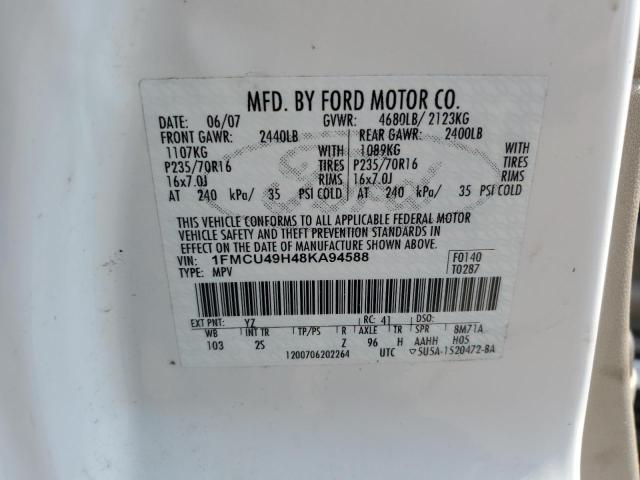 MFD. BY FORD MOTOR CO.
DATE: 06/07 GVWR: 4680LB/ 2123KG
FRONT GAWR: 2440LB REAR GAWR: 2400LB
1107KG WITH 1089KG WITH
P235/70R16 TIRES P235/70R16 TIRES
16x7.0J RIMS 16x7.0J RIMS
AT 240 kPa/ 35 PSI COLD AT 240 kPa/ 35 PSI COLD
THIS VEHICLE CONFORMS TO ALL APPLICABLE FEDERAL MOTOR
VEHICLE SAFETY AND THEFT PREVENTION STANDARDS IN
EFFECT ON THE DATE OF MANUFACTURE SHOWN ABOVE.
VIN: 1FMCU49H48KA94588 F0140
TYPE: MPV T0287
EXT PNT: YZ RC: 41 DSO:
WB INT TR TP/PS R AXLE TR SPR 8M71A
103 2S Z 96 H AAHH H05
1200706202264 UTC 5U5A-1520472-BA
Ford